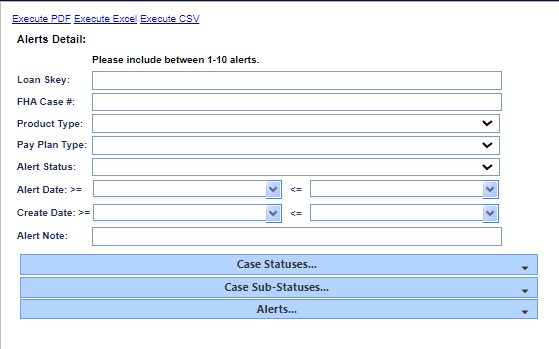 Execute PDF Execute Excel Execute CSV
Alerts Detail:
Please include between 1-10 alerts.
Loan Skey:
FHA Case #:
Product Type:
Pay Plan Type:
Alert Status:
Alert Date: >= <=
Create Date: >= <=
Alert Note:
Case Statuses...
Case Sub-Statuses...
Alerts...